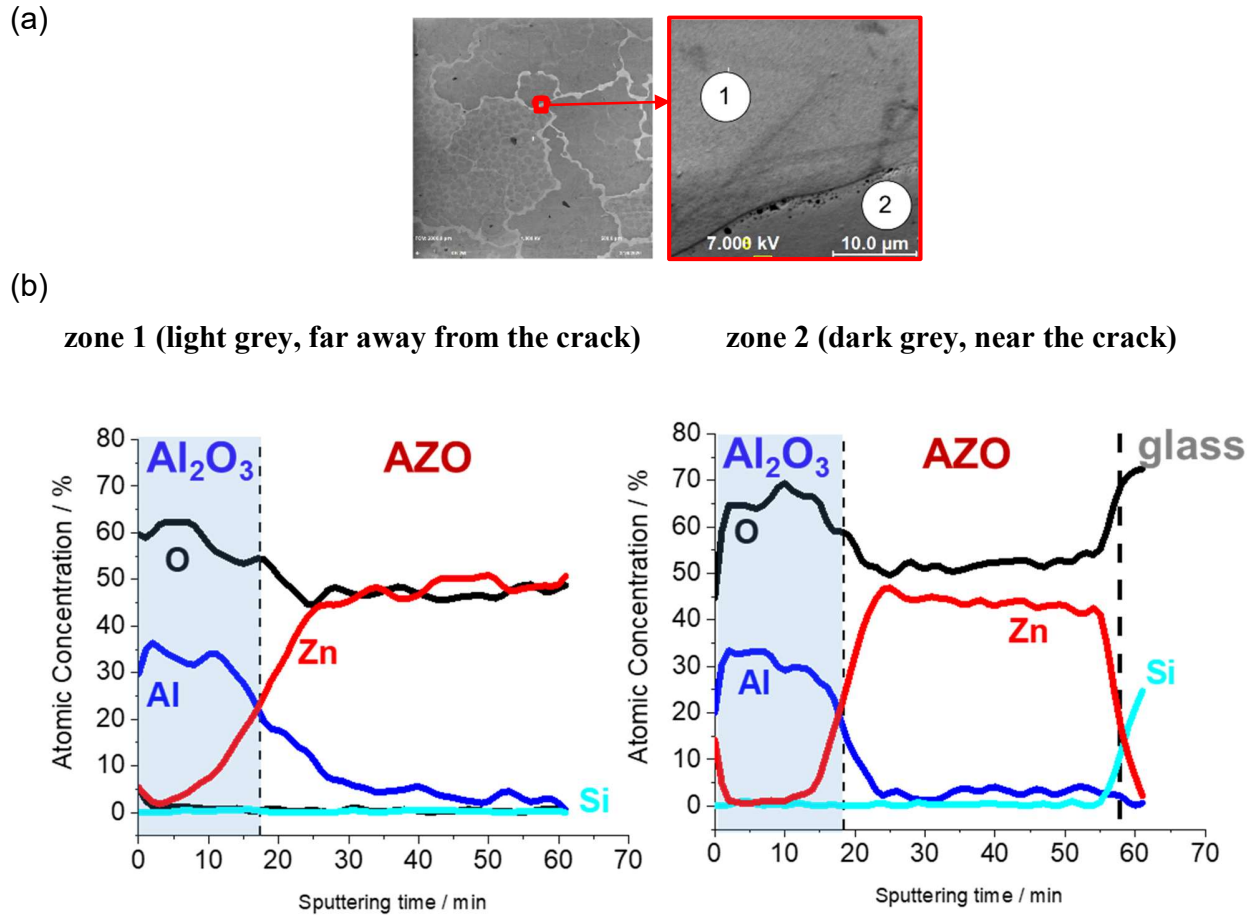 (a)
1
2
7.000 kV
10.0 µm
(b)
zone 1 (light grey, far away from the crack)
zone 2 (dark grey, near the crack)
Al₂O₃
AZO
O
Al
Zn
Si
80
70
60
50
40
30
20
10
0
Atomic Concentration / %
0 10 20 30 40 50 60 70
Sputtering time / min
Al₂O₃
AZO
glass
O
Al
Zn
Si
80
70
60
50
40
30
20
10
0
Atomic Concentration / %
0 10 20 30 40 50 60 70
Sputtering time / min